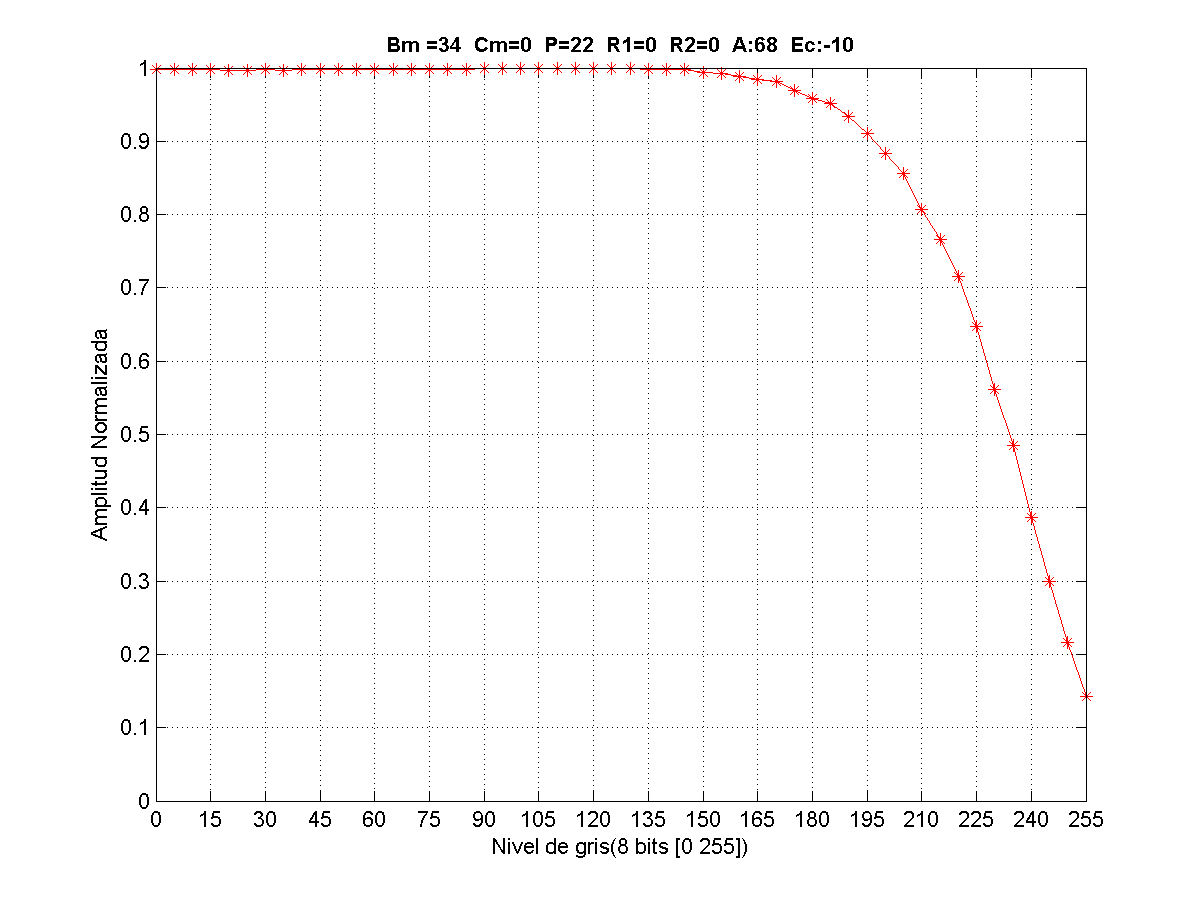 Bm =34 Cm=0 P=22 R1=0 R2=0 A:68 Ec:-10
1
0.9
0.8
0.7
0.6
0.5
0.4
0.3
0.2
0.1
0
Amplitud Normalizada
0 15 30 45 60 75 90 105 120 135 150 165 180 195 210 225 240 255
Nivel de gris(8 bits [0 255])